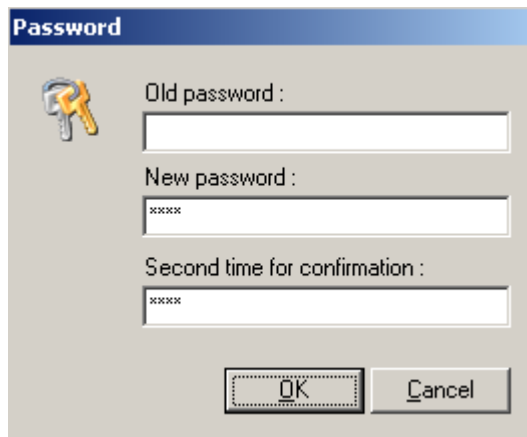 Password
Old password :
New password :
****
Second time for confirmation :
****
OK
Cancel